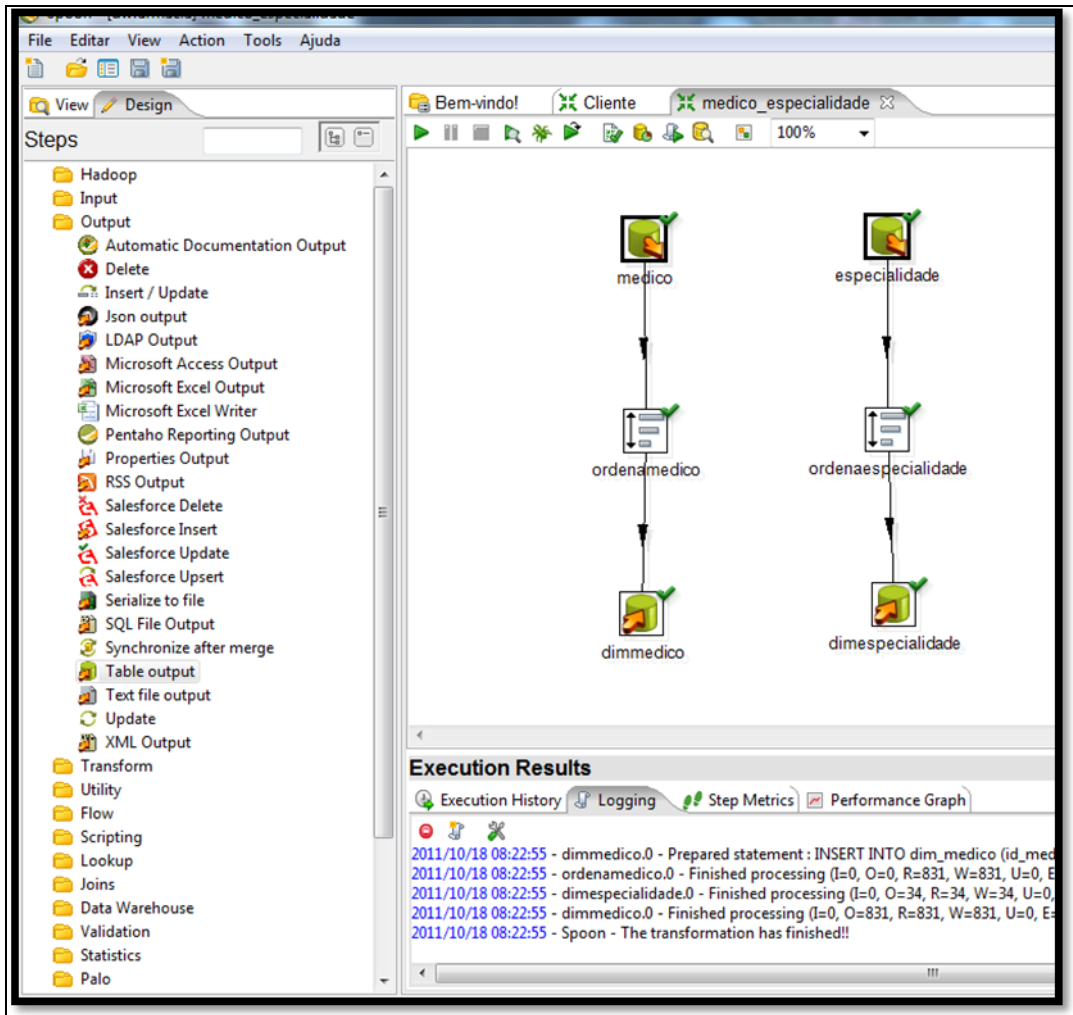 File Editar View Action Tools Ajuda
View Design
Steps
Hadoop
Input
Output
Automatic Documentation Output
Delete
Insert / Update
Json output
LDAP Output
Microsoft Access Output
Microsoft Excel Output
Microsoft Excel Writer
Pentaho Reporting Output
Properties Output
RSS Output
Salesforce Delete
Salesforce Insert
Salesforce Update
Salesforce Upsert
Serialize to file
SQL File Output
Synchronize after merge
Table output
Text file output
Update
XML Output
Transform
Utility
Flow
Scripting
Lookup
Joins
Data Warehouse
Validation
Statistics
Palo
Bem-vindo! Cliente medico_especialidade
100%
medico especialidade
ordenamedico ordenaespecialidade
dimmedico dimespecialidade
Execution Results
Execution History Logging Step Metrics Performance Graph
2011/10/18 08:22:55 - dimmedico.0 - Prepared statement : INSERT INTO dim_medico (id_med
2011/10/18 08:22:55 - ordenamedico.0 - Finished processing (I=0, O=0, R=831, W=831, U=0, E
2011/10/18 08:22:55 - dimespecialidade.0 - Finished processing (I=0, O=34, R=34, W=34, U=0,
2011/10/18 08:22:55 - dimmedico.0 - Finished processing (I=0, O=831, R=831, W=831, U=0, E=
2011/10/18 08:22:55 - Spoon - The transformation has finished!!